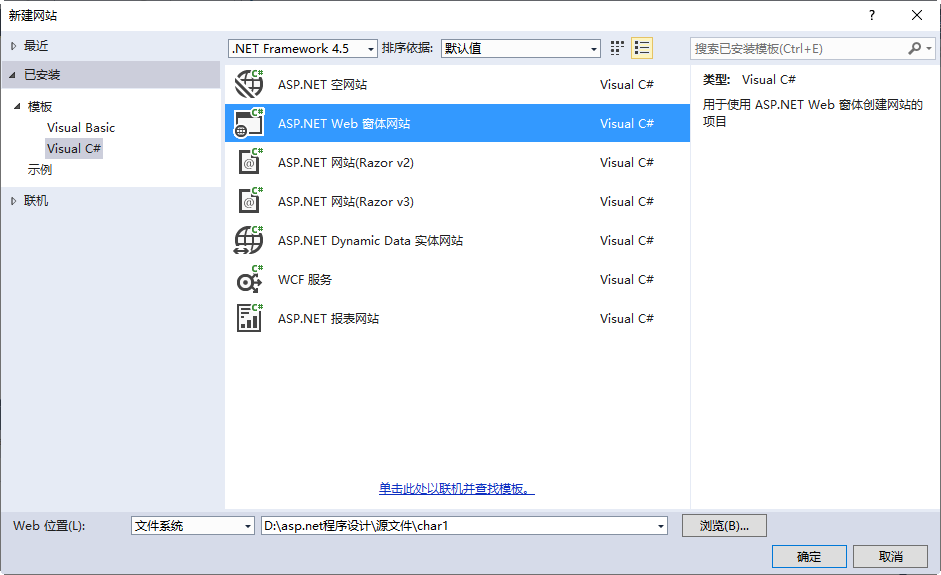 新建网站
?
最近
.NET Framework 4.5
排序依据:
默认值
搜索已安装模板(Ctrl+E)
已安装
模板
Visual Basic
Visual C#
示例
联机
C# ASP.NET 空网站 Visual C#
C# ASP.NET Web 窗体网站 Visual C#
C# @ ASP.NET 网站(Razor v2) Visual C#
C# @ ASP.NET 网站(Razor v3) Visual C#
C# ASP.NET Dynamic Data 实体网站 Visual C#
C# WCF 服务 Visual C#
C# ASP.NET 报表网站 Visual C#
类型: Visual C#
用于使用 ASP.NET Web 窗体创建网站的
项目
单击此处以联机并查找模板。
Web 位置(L):
文件系统
D:\asp.net程序设计\源文件\char1
浏览(B)...
确定
取消